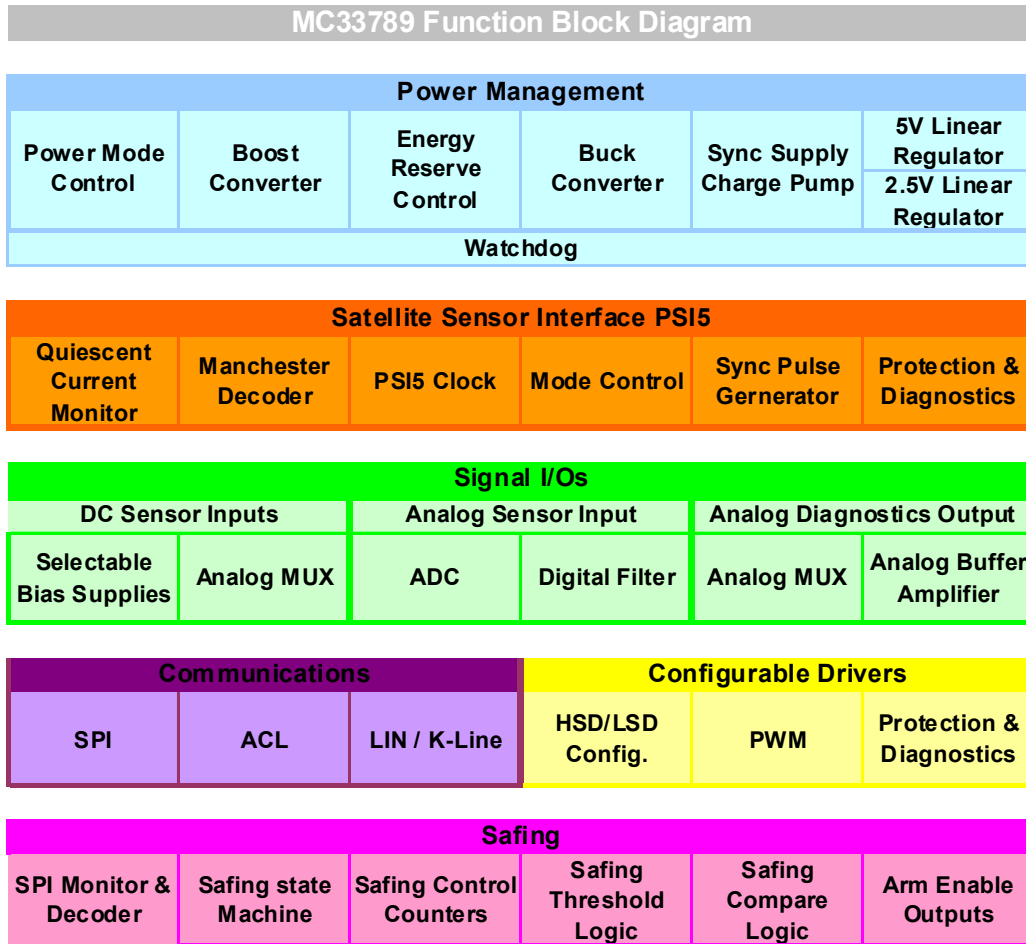 MC33789 Function Block Diagram
Power Management
Power Mode
Control
Boost
Converter
Energy
Reserve
Control
Buck
Converter
Sync Supply
Charge Pump
5V Linear
Regulator
2.5V Linear
Regulator
Watchdog
Satellite Sensor Interface PSI5
Quiescent
Current
Monitor
Manchester
Decoder
PSI5 Clock
Mode Control
Sync Pulse
Gernerator
Protection &
Diagnostics
Signal I/Os
DC Sensor Inputs
Analog Sensor Input
Analog Diagnostics Output
Selectable
Bias Supplies
Analog MUX
ADC
Digital Filter
Analog MUX
Analog Buffer
Amplifier
Communications
Configurable Drivers
SPI
ACL
LIN / K-Line
HSD/LSD
Config.
PWM
Protection &
Diagnostics
Safing
SPI Monitor &
Decoder
Safing state
Machine
Safing Control
Counters
Safing
Threshold
Logic
Safing
Compare
Logic
Arm Enable
Outputs